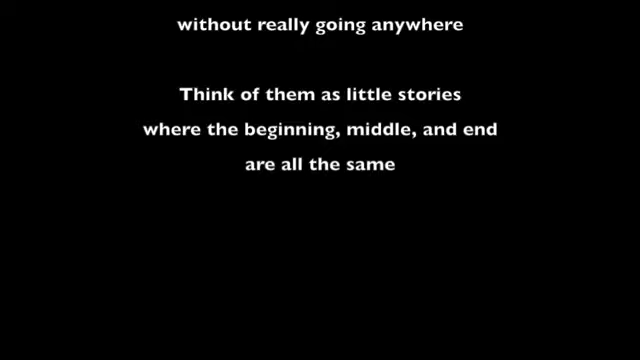 without really going anywhere
Think of them as little stories
where the beginning, middle, and end
are all the same